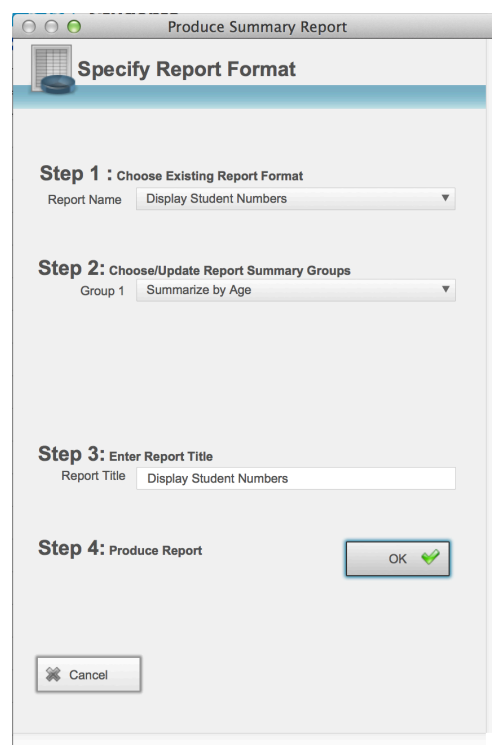 Produce Summary Report
Specify Report Format
Step 1 : Choose Existing Report Format
Report Name Display Student Numbers
Step 2: Choose/Update Report Summary Groups
Group 1 Summarize by Age
Step 3: Enter Report Title
Report Title Display Student Numbers
Step 4: Produce Report
OK
Cancel